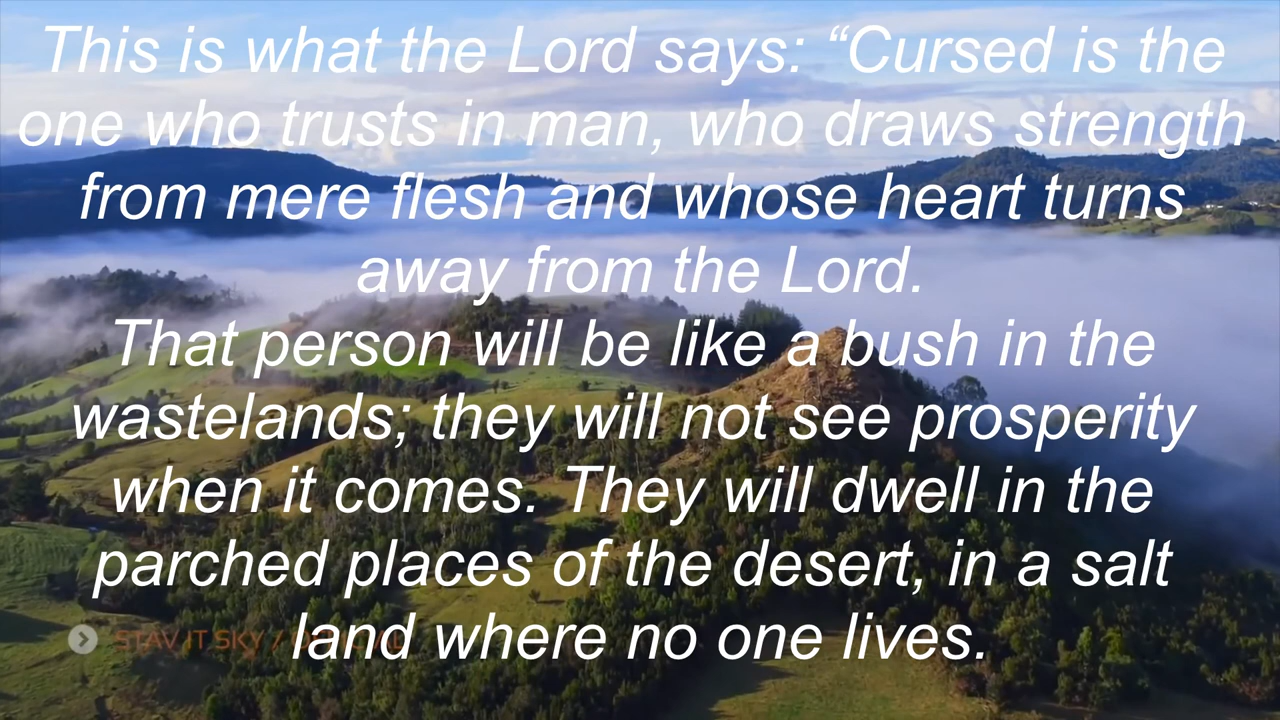 This is what the Lord says: “Cursed is the
one who trusts in man, who draws strength
from mere flesh and whose heart turns
away from the Lord.
That person will be like a bush in the
wastelands; they will not see prosperity
when it comes. They will dwell in the
parched places of the desert, in a salt
land where no one lives.
STAV IT SKY /